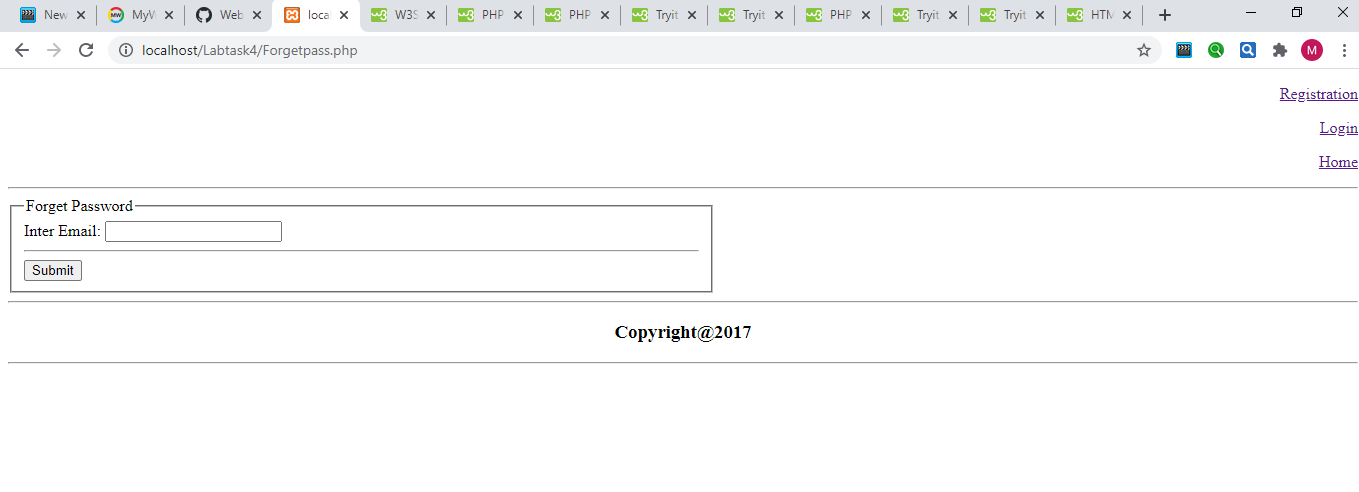 New
MyW
Web
local
W3S
PHP
PHP
Tryit
Tryit
PHP
Tryit
Tryit
HTM
localhost/Labtask4/Forgetpass.php
M
Registration
Login
Home
Forget Password
Inter Email:
Submit
Copyright@2017